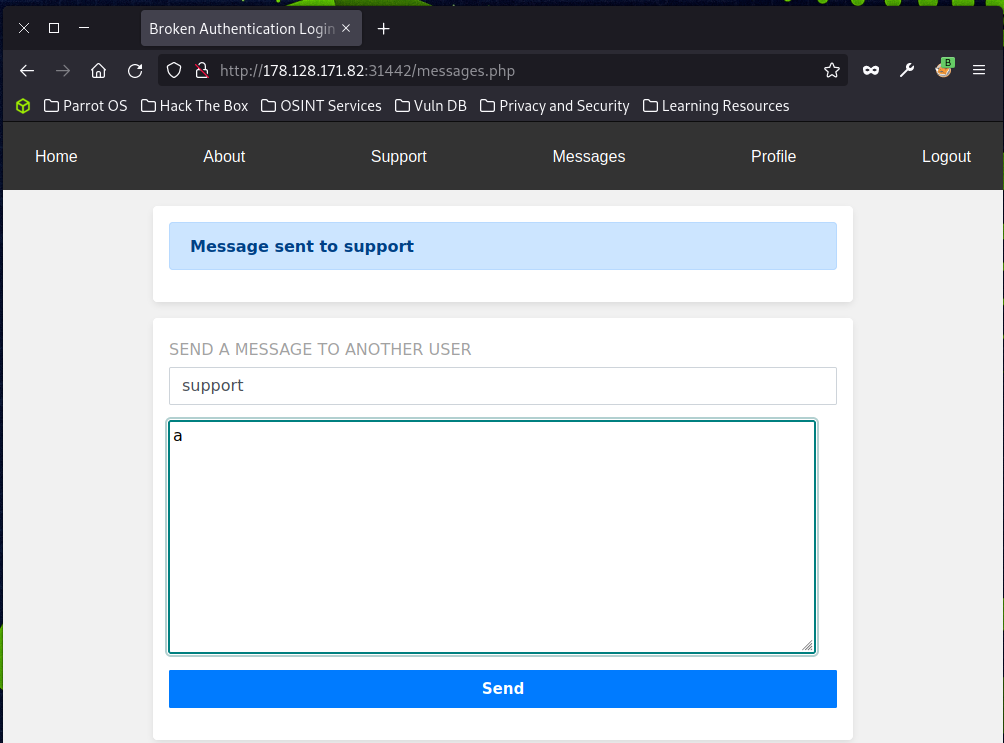 Broken Authentication Login
http://178.128.171.82:31442/messages.php
B
Parrot OS Hack The Box OSINT Services Vuln DB Privacy and Security Learning Resources
Home About Support Messages Profile Logout
Message sent to support
SEND A MESSAGE TO ANOTHER USER
support
a
Send